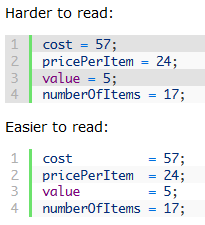 Harder to read:
1 cost = 57;
2 pricePerItem = 24;
3 value = 5;
4 numberOfItems = 17;
Easier to read:
1 cost          = 57;
2 pricePerItem  = 24;
3 value         = 5;
4 numberOfItems = 17;